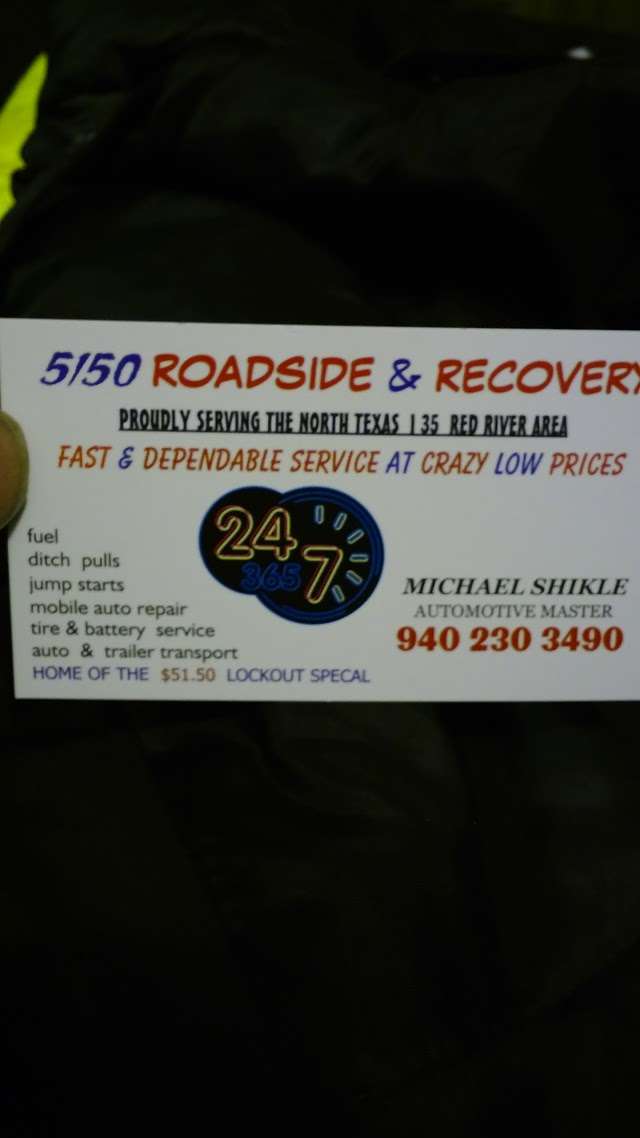 5150 ROADSIDE & RECOVERY
PROUDLY SERVING THE NORTH TEXAS I 35 RED RIVER AREA
FAST & DEPENDABLE SERVICE AT CRAZY LOW PRICES
24
7
365
fuel
ditch pulls
jump starts
mobile auto repair
tire & battery service
auto & trailer transport
HOME OF THE $51.50 LOCKOUT SPECAL
MICHAEL SHIKLE
AUTOMOTIVE MASTER
940 230 3490